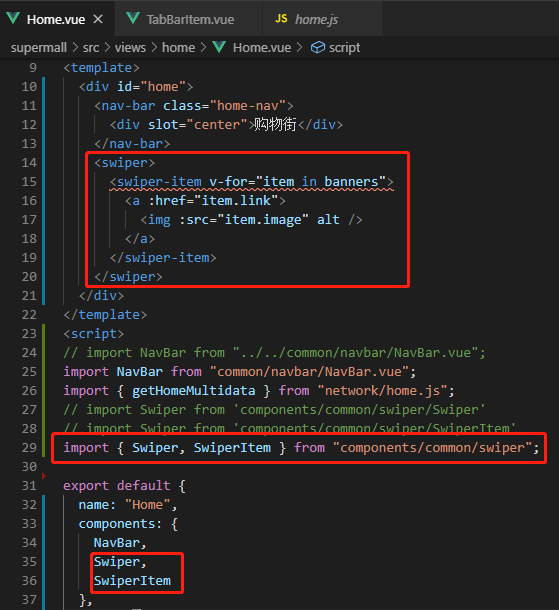 Home.vue
TabBarItem.vue
JS home.js
supermall > src > views > home > Home.vue > script
9 <template>
10 <div id="home">
11 <nav-bar class="home-nav">
12 <div slot="center">购物街</div>
13 </nav-bar>
14 <swiper>
15 <swiper-item v-for="item in banners">
16 <a :href="item.link">
17 <img :src="item.image" alt />
18 </a>
19 </swiper-item>
20 </swiper>
21 </div>
22 </template>
23 <script>
24 // import NavBar from "../../common/navbar/NavBar.vue";
25 import NavBar from "common/navbar/NavBar.vue";
26 import { getHomeMultidata } from "network/home.js";
27 // import Swiper from 'components/common/swiper/Swiper'
28 // import Swiper from 'components/common/swiper/SwiperItem'
29 import { Swiper, SwiperItem } from "components/common/swiper";
30
31 export default {
32 name: "Home",
33 components: {
34 NavBar,
35 Swiper,
36 SwiperItem
37 },